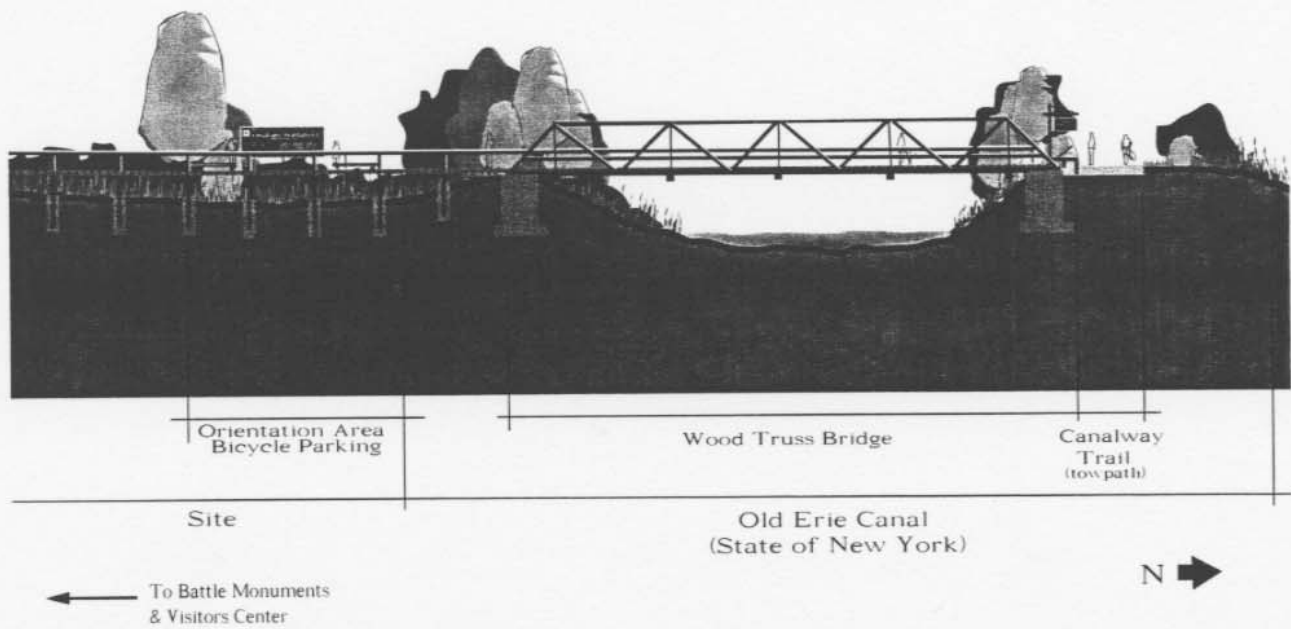 Orientation Area
Bicycle Parking
Wood Truss Bridge
Canalway
Trail
(towpath)
Site
Old Erie Canal
(State of New York)
N
To Battle Monuments
& Visitors Center